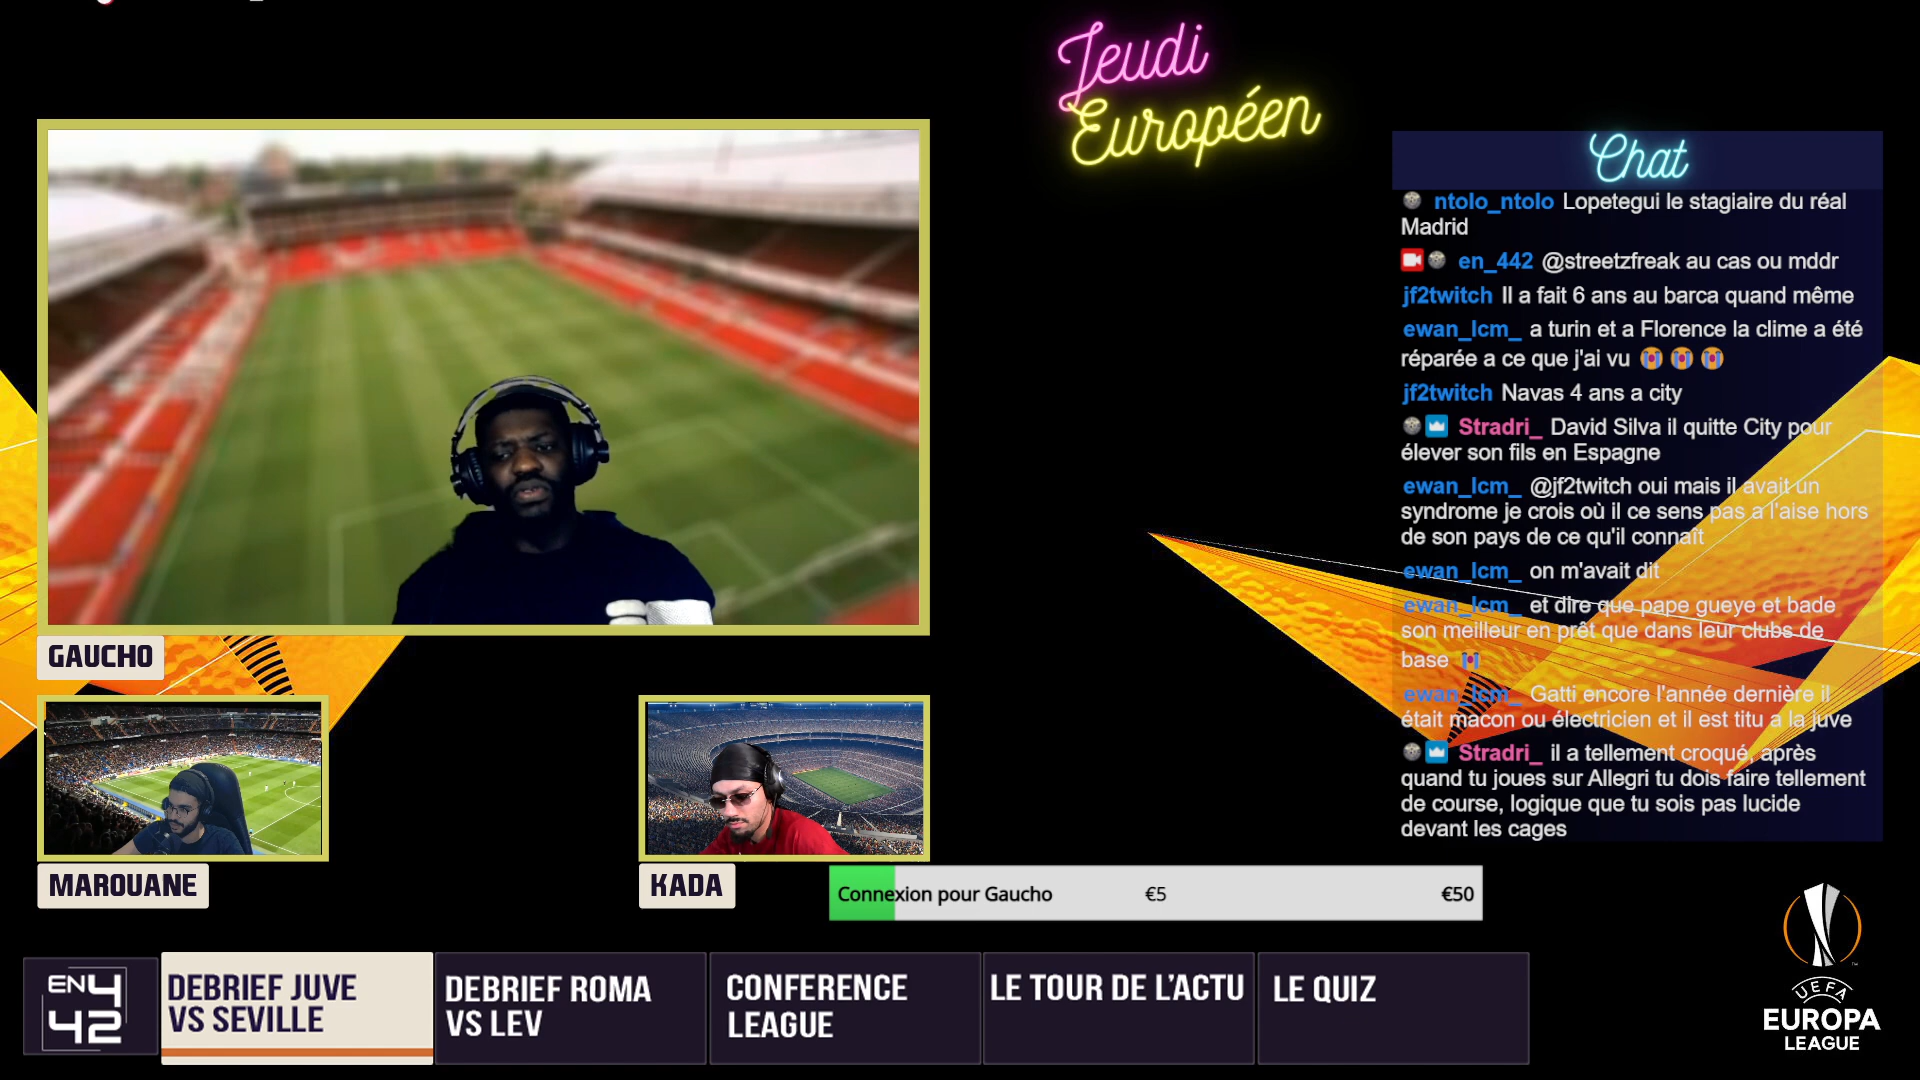 Jeudi
Européen
Chat
ntolo_ntolo Lopetegui le stagiaire du réal
Madrid
en_442 @streetzfreak au cas ou mddr
jf2twitch Il a fait 6 ans au barca quand même
ewan_lcm_ a turin et a Florence la clime a été
réparée a ce que j'ai vu
jf2twitch Navas 4 ans a city
Stradri_ David Silva il quitte City pour
élever son fils en Espagne
ewan_lcm_ @jf2twitch oui mais il avait un
syndrome je crois où il ce sens pas a l'aise hors
de son pays de ce qu'il connaît
ewan_lcm_ on m'avait dit
ewan_lcm_ et dire que pape gueye et bade
son meilleur en prêt que dans leur clubs de
base
ewan_lcm_ Gatti encore l'année dernière il
était macon ou électricien et il est titu a la juve
Stradri_ il a tellement croqué, après
quand tu joues sur Allegri tu dois faire tellement
de course, logique que tu sois pas lucide
devant les cages
GAUCHO
MAROUANE
KADA
Connexion pour Gaucho €5 €50
EN 4
42
DEBRIEF JUVE
VS SEVILLE
DEBRIEF ROMA
VS LEV
CONFERENCE
LEAGUE
LE TOUR DE L'ACTU
LE QUIZ
UEFA
EUROPA
LEAGUE